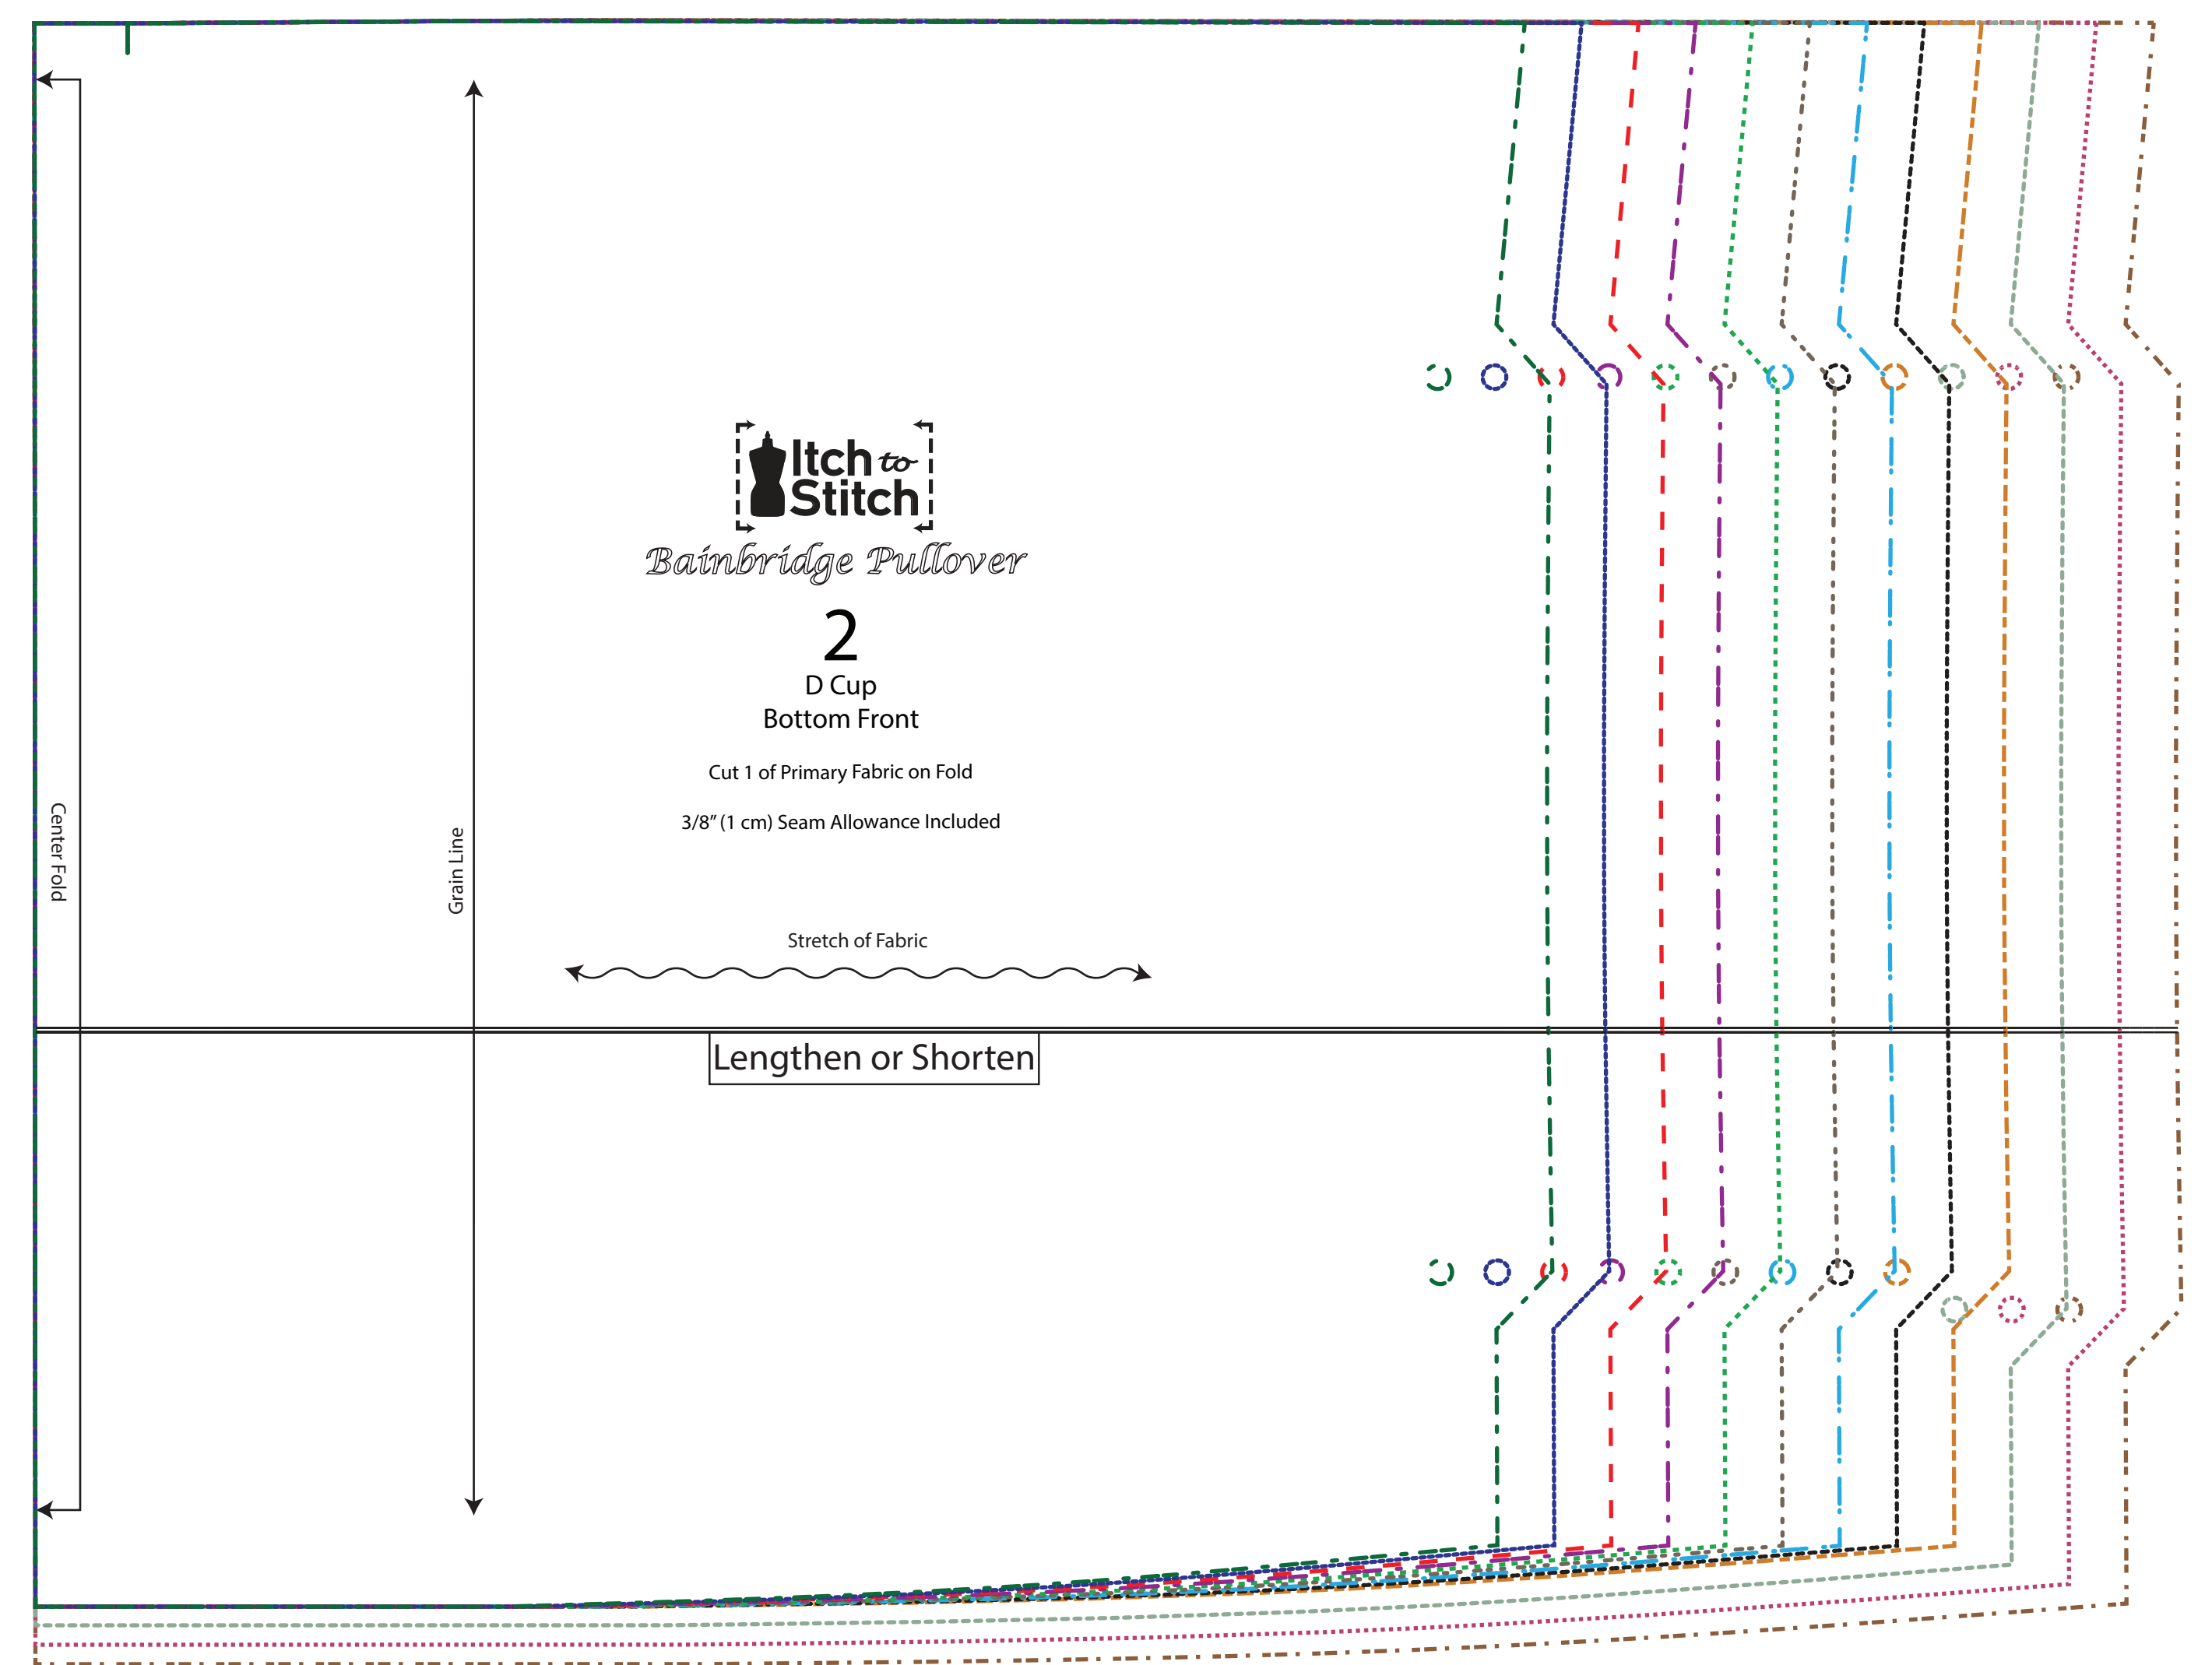 Itch to
Stitch
Bainbridge Pullover
2
D Cup
Bottom Front
Cut 1 of Primary Fabric on Fold
3/8” (1 cm) Seam Allowance Included
Center Fold
Grain Line
Stretch of Fabric
Lengthen or Shorten